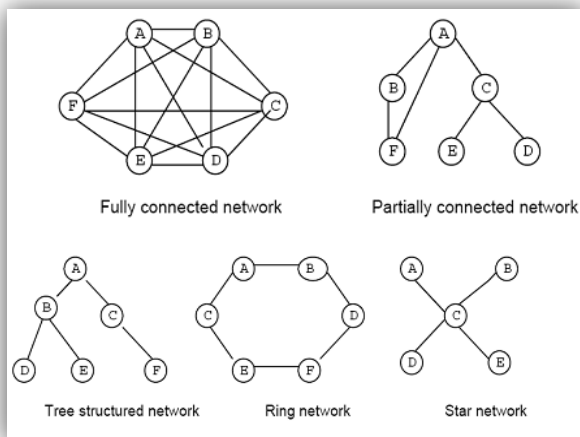 A B
F C
E D
Fully connected network
A
B C
F E D
Partially connected network
A
B C
D E F
Tree structured network
A B
C D
E F
Ring network
A B
C
D E
Star network